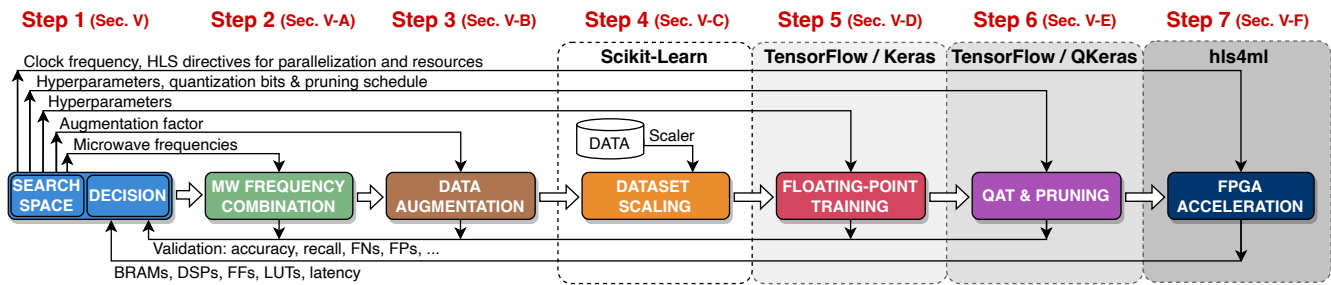 Step 1 (Sec. V)
Step 2 (Sec. V-A)
Step 3 (Sec. V-B)
Step 4 (Sec. V-C)
Step 5 (Sec. V-D)
Step 6 (Sec. V-E)
Step 7 (Sec. V-F)
Scikit-Learn
TensorFlow / Keras
TensorFlow / QKeras
hls4ml
Clock frequency, HLS directives for parallelization and resources
Hyperparameters, quantization bits & pruning schedule
Hyperparameters
Augmentation factor
Microwave frequencies
DATA
Scaler
SEARCH
SPACE
DECISION
MW FREQUENCY
COMBINATION
DATA
AUGMENTATION
DATASET
SCALING
FLOATING-POINT
TRAINING
QAT & PRUNING
FPGA
ACCELERATION
Validation: accuracy, recall, FNs, FPs, ...
BRAMs, DSPs, FFs, LUTs, latency